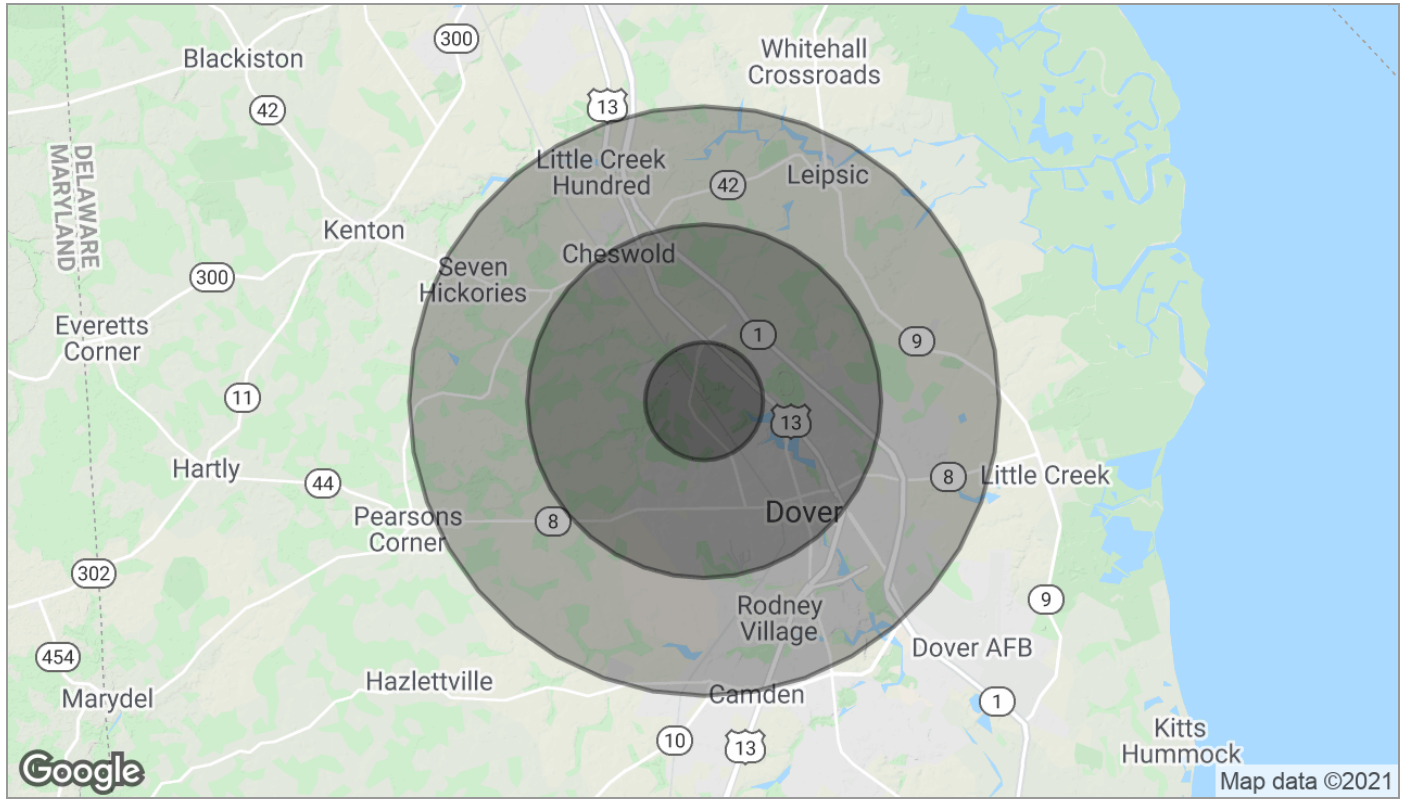 300
Whitehall
Crossroads
Blackiston
13
42
DELAWARE
MARYLAND
Little Creek
Hundred
42
Leipsic
Kenton
Cheswold
Seven
Hickories
300
Everetts
Corner
1
9
11
13
Hartly
44
8
Little Creek
Pearsons
Corner
8
Dover
302
9
Rodney
Village
454
Dover AFB
Marydel
Hazlettville
Camden
1
10
13
Kitts
Hummock
Google
Map data ©2021